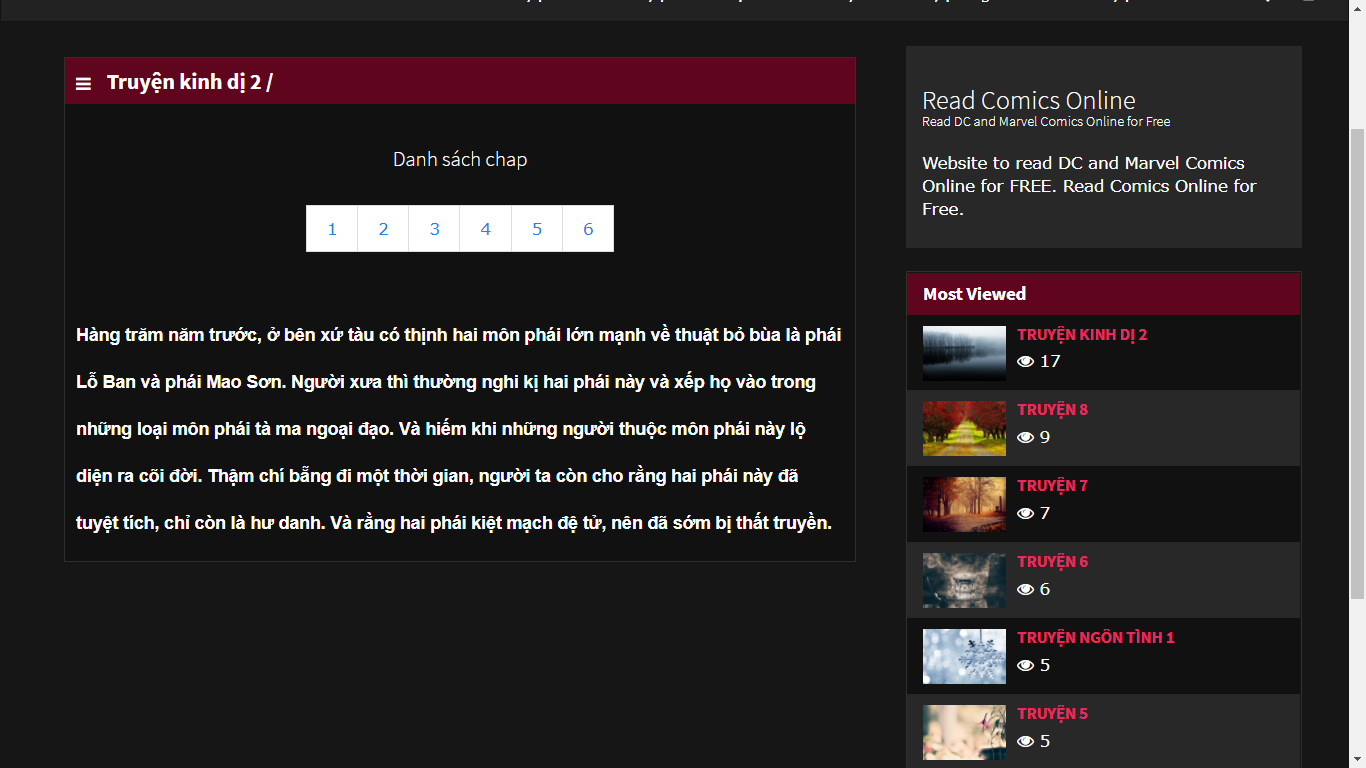 Truyện kinh dị 2 /
Danh sách chap
1 2 3 4 5 6
Hàng trăm năm trước, ở bên xứ tàu có thịnh hai môn phái lớn mạnh về thuật bỏ bùa là phái
Lỗ Ban và phái Mao Sơn. Người xưa thì thường nghi kị hai phái này và xếp họ vào trong
những loại môn phái tà ma ngoại đạo. Và hiếm khi những người thuộc môn phái này lộ
diện ra cõi đời. Thậm chí bẵng đi một thời gian, người ta còn cho rằng hai phái này đã
tuyệt tích, chỉ còn là hư danh. Và rằng hai phái kiệt mạch đệ tử, nên đã sớm bị thất truyền.
Read Comics Online
Read DC and Marvel Comics Online for Free
Website to read DC and Marvel Comics
Online for FREE. Read Comics Online for
Free.
Most Viewed
TRUYỆN KINH DỊ 2
17
TRUYỆN 8
9
TRUYỆN 7
7
TRUYỆN 6
6
TRUYỆN NGÔN TÌNH 1
5
TRUYỆN 5
5